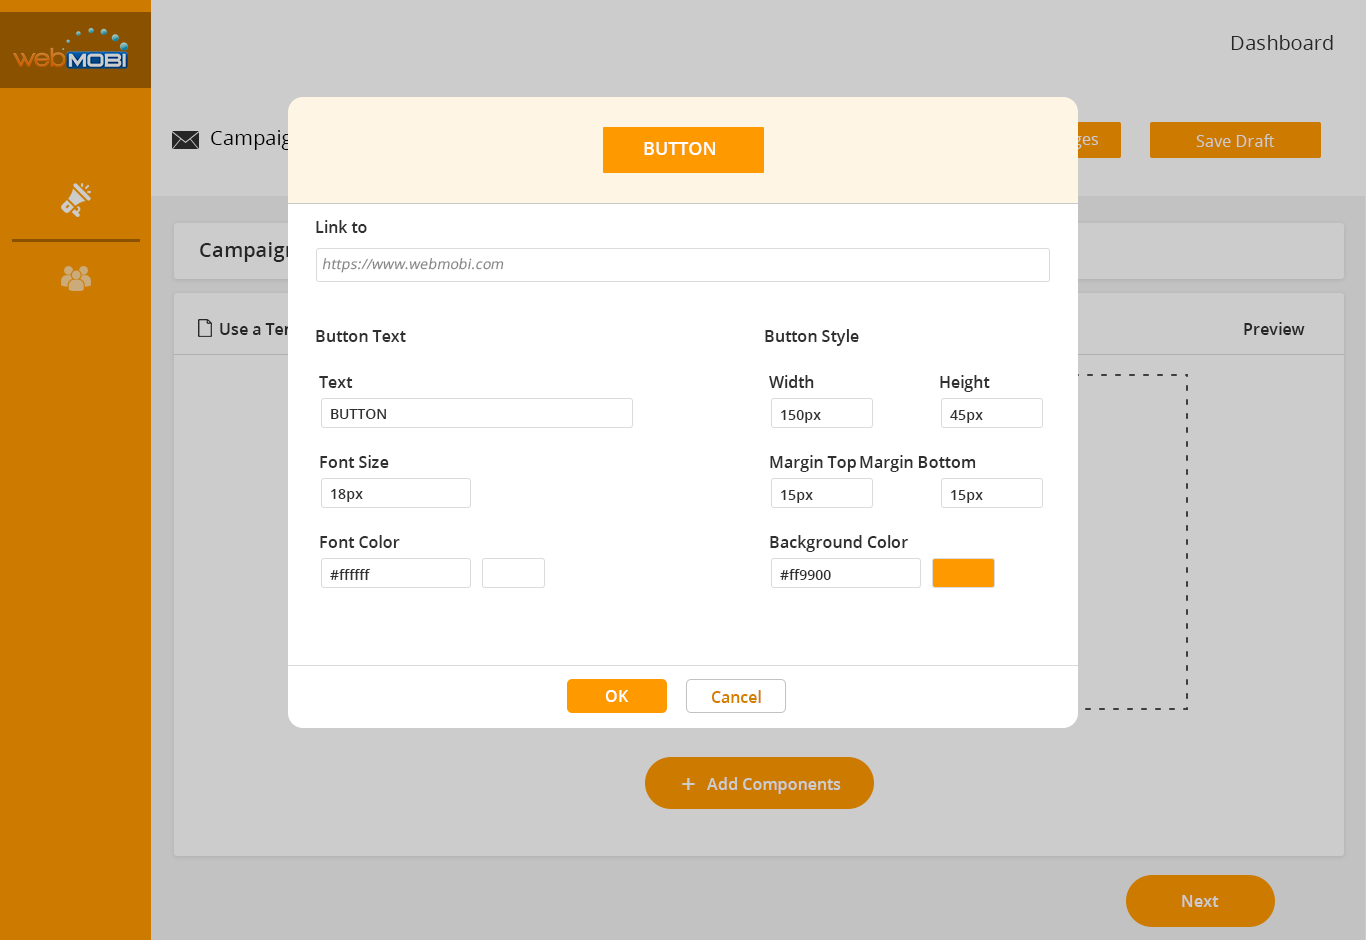 webMOBI
Dashboard
Campaig
ges
Save Draft
BUTTON
Link to
https://www.webmobi.com
Campaign
Use a Te
Preview
Button Text
Button Style
Text
Width
Height
BUTTON
150px
45px
Font Size
Margin Top Margin Bottom
18px
15px
15px
Font Color
Background Color
#ffffff
#ff9900
OK
Cancel
+ Add Components
Next